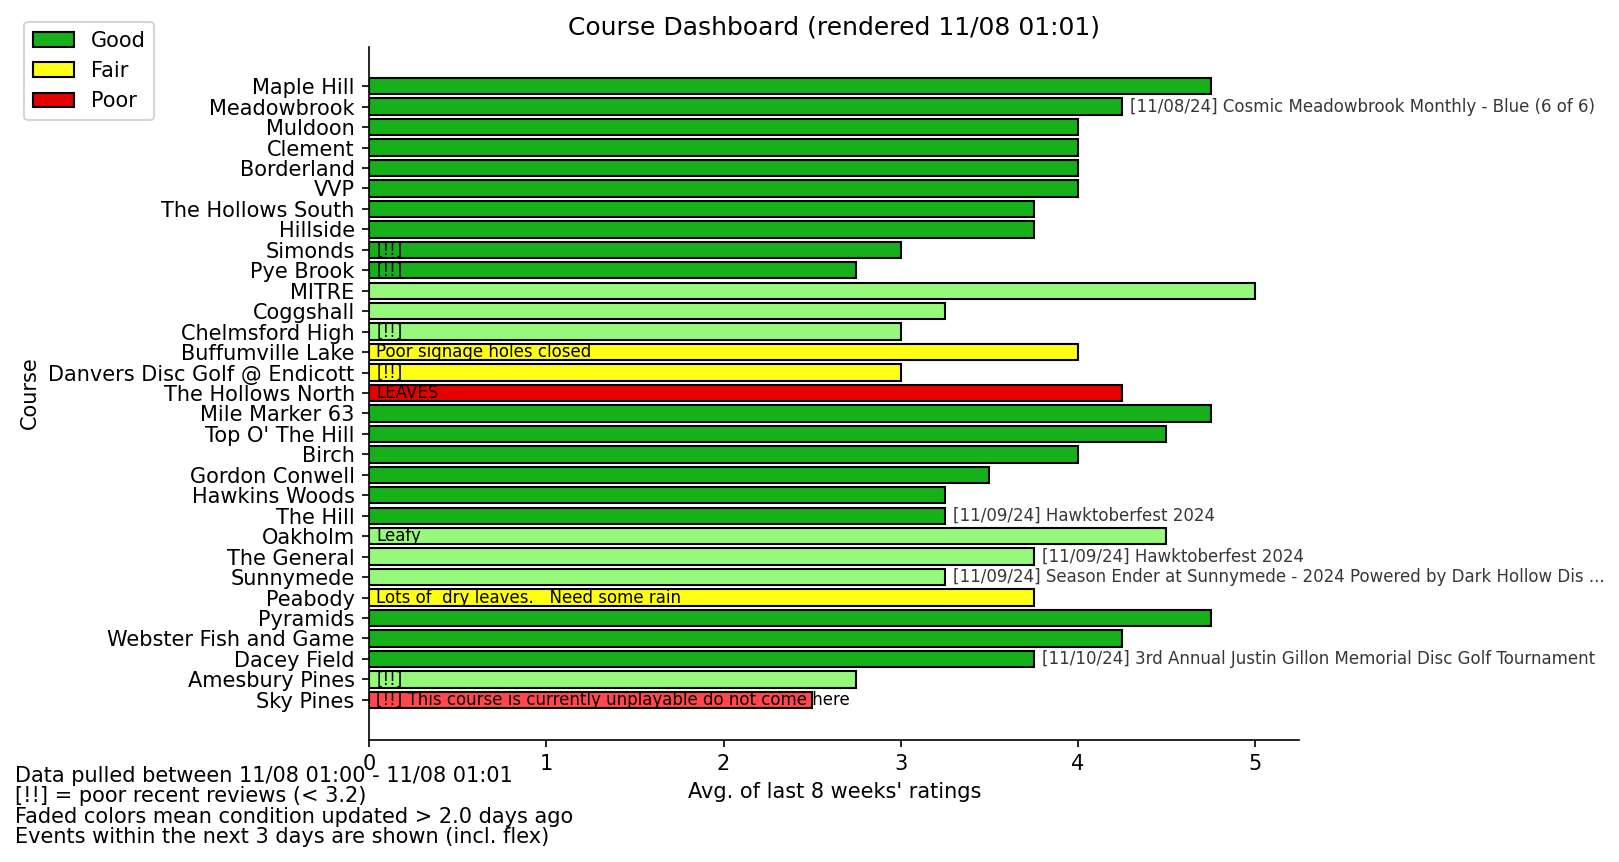 Course Dashboard (rendered 11/08 01:01)
Good
Fair
Poor
Course
Maple Hill
Meadowbrook [11/08/24] Cosmic Meadowbrook Monthly - Blue (6 of 6)
Muldoon
Clement
Borderland
VVP
The Hollows South
Hillside
Simonds [!!]
Pye Brook [!!]
MITRE
Coggshall
Chelmsford High [!!]
Buffumville Lake Poor signage holes closed
Danvers Disc Golf @ Endicott [!!]
The Hollows North LEAVES
Mile Marker 63
Top O' The Hill
Birch
Gordon Conwell
Hawkins Woods
The Hill [11/09/24] Hawktoberfest 2024
Oakholm Leafy
The General [11/09/24] Hawktoberfest 2024
Sunnymede [11/09/24] Season Ender at Sunnymede - 2024 Powered by Dark Hollow Dis ...
Peabody Lots of  dry leaves.   Need some rain
Pyramids
Webster Fish and Game
Dacey Field [11/10/24] 3rd Annual Justin Gillon Memorial Disc Golf Tournament
Amesbury Pines [!!]
Sky Pines [!!] This course is currently unplayable do not come here
0 1 2 3 4 5
Avg. of last 8 weeks' ratings
Data pulled between 11/08 01:00 - 11/08 01:01
[!!] = poor recent reviews (< 3.2)
Faded colors mean condition updated > 2.0 days ago
Events within the next 3 days are shown (incl. flex)